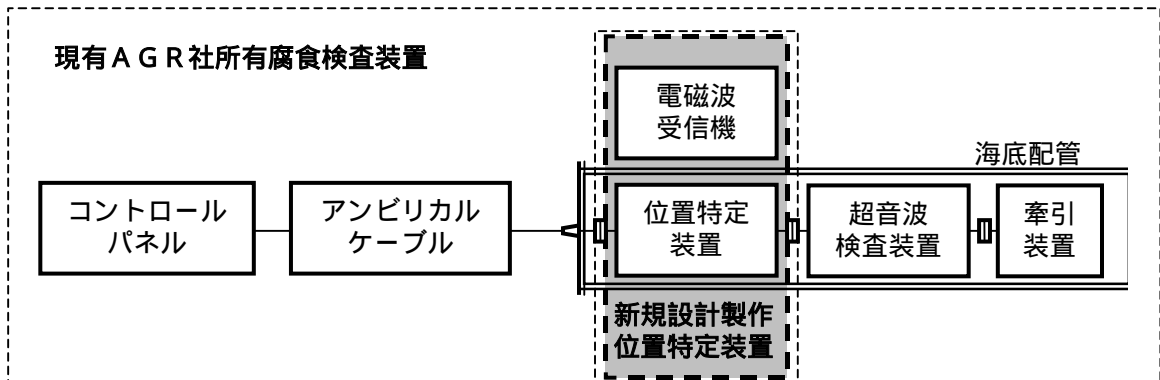 現有ＡＧＲ社所有腐食検査装置
電磁波
受信機
海底配管
コントロール
パネル
アンビリカル
ケーブル
位置特定
装置
超音波
検査装置
牽引
装置
新規設計製作
位置特定装置